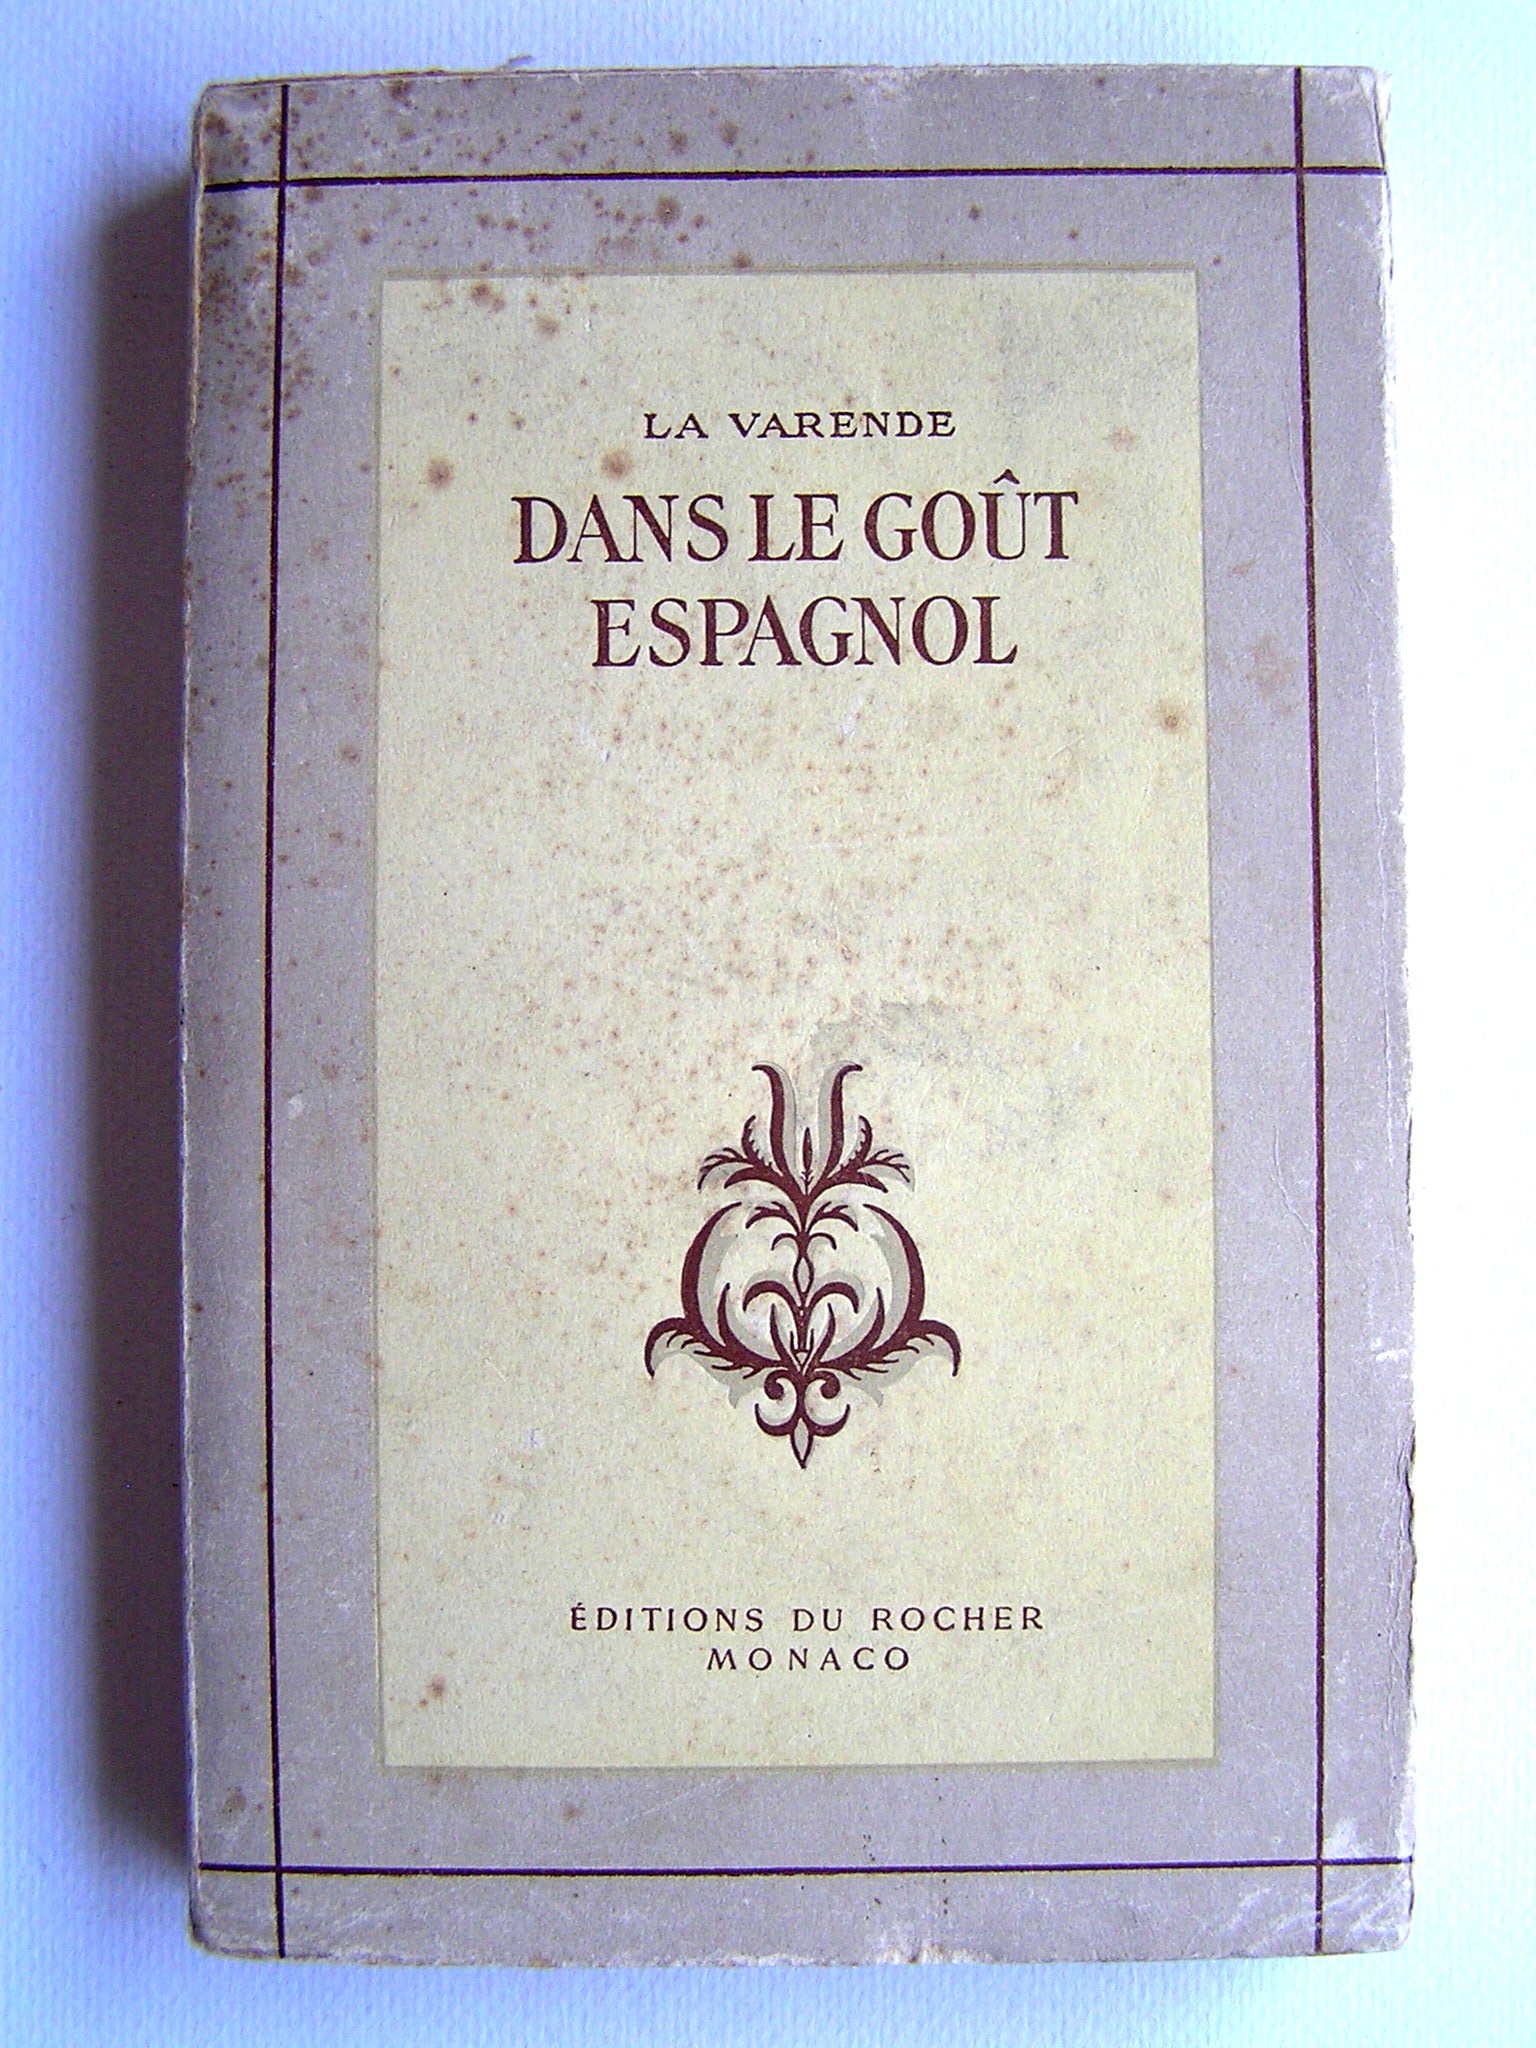 LA VARENDE
DANS LE GOÛT
ESPAGNOL
ÉDITIONS DU ROCHER
MONACO